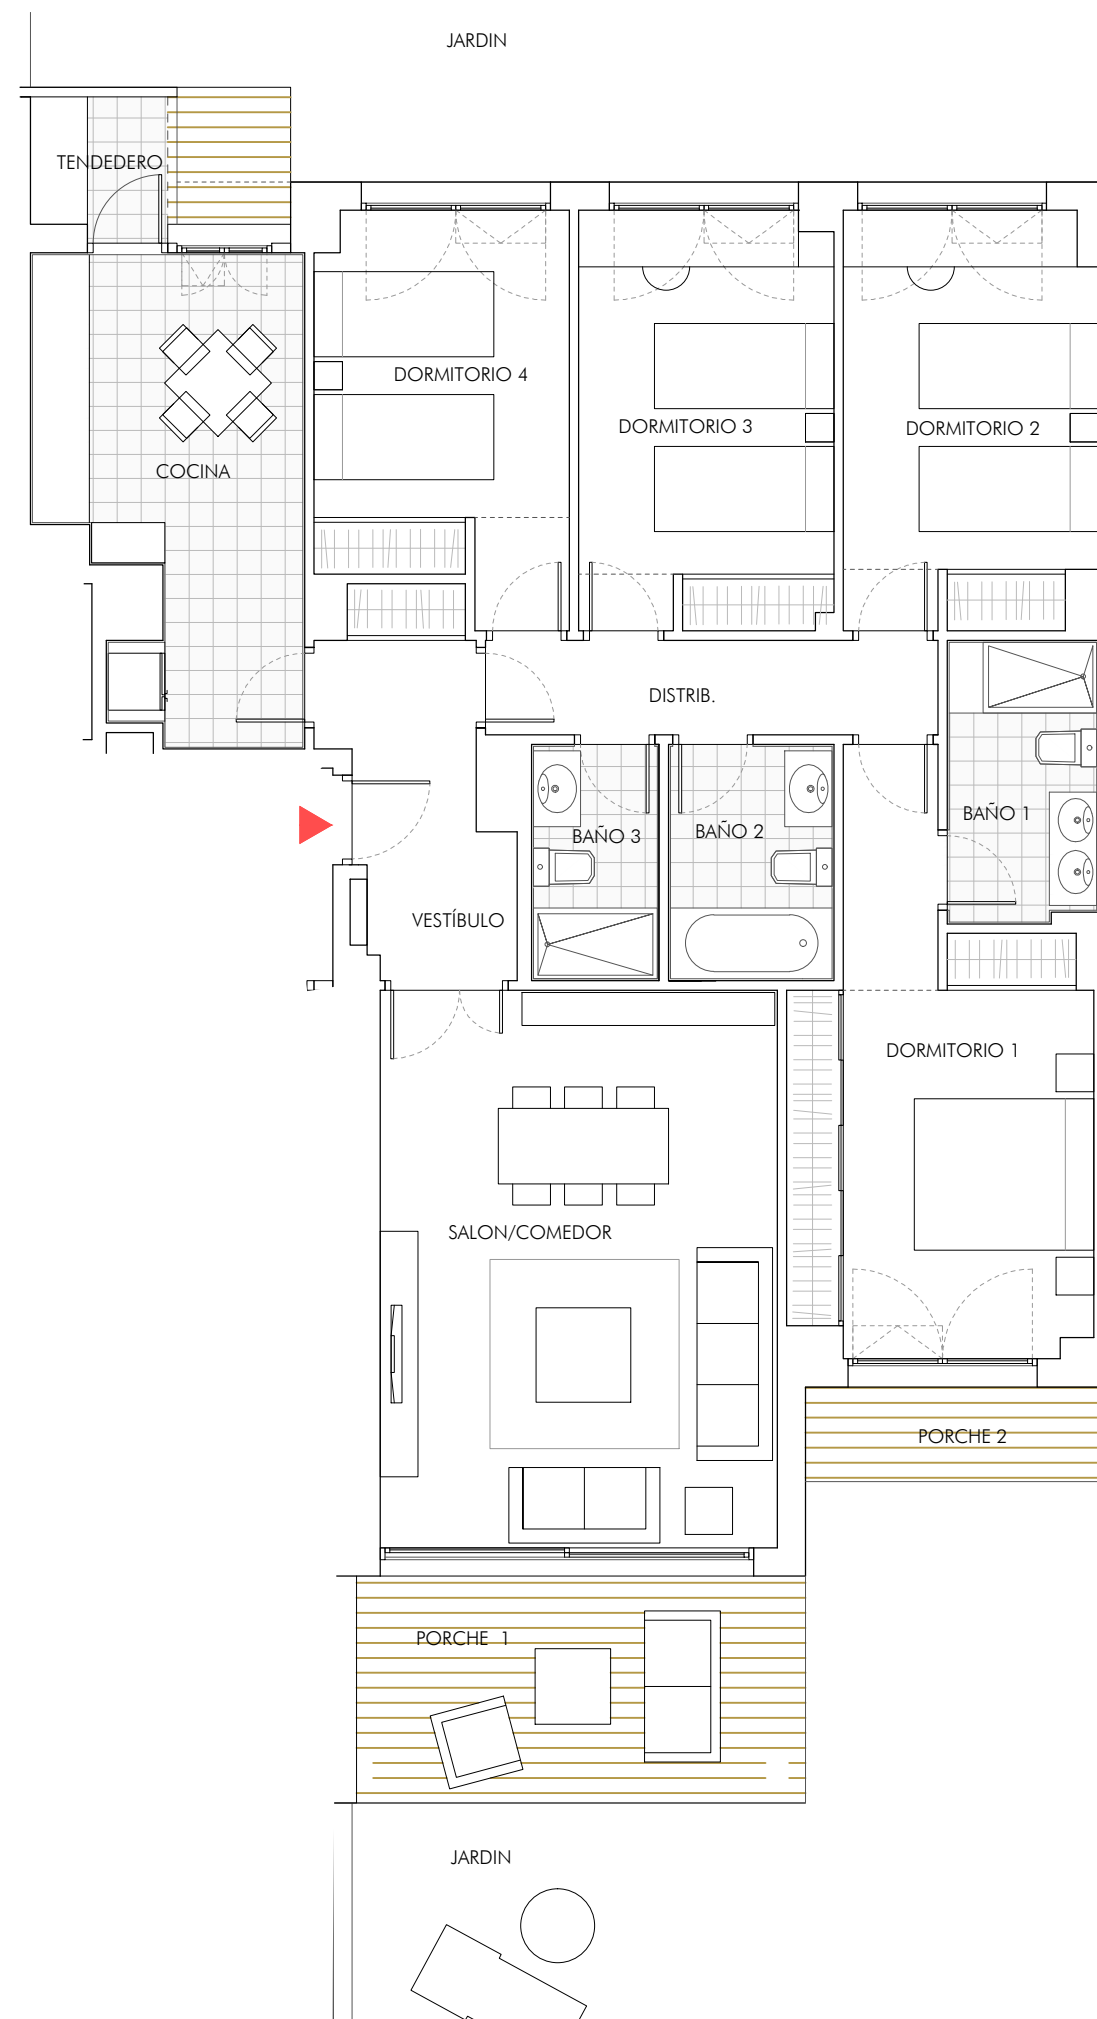 JARDIN
TENDEDERO
DORMITORIO 4
DORMITORIO 3
DORMITORIO 2
COCINA
DISTRIB.
BAÑO 3
BAÑO 2
BAÑO 1
VESTÍBULO
DORMITORIO 1
SALON/COMEDOR
PORCHE 2
PORCHE 1
JARDIN